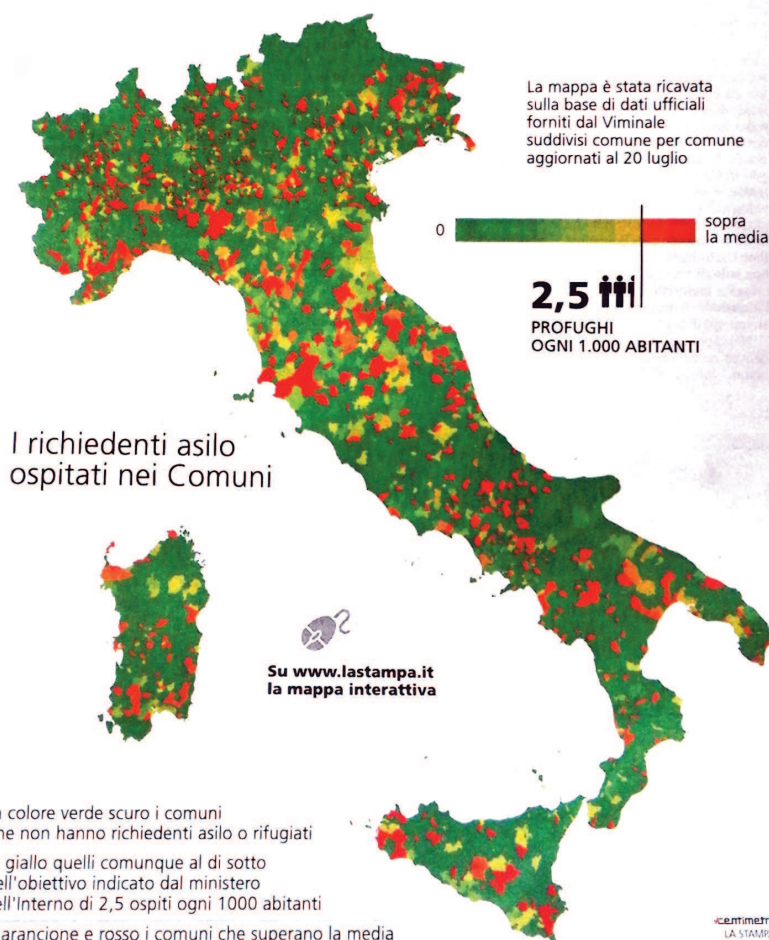 La mappa è stata ricavata
sulla base di dati ufficiali
forniti dal Viminale
suddivisi comune per comune
aggiornati al 20 luglio
0
sopra
la media
2,5
PROFUGHI
OGNI 1.000 ABITANTI
I richiedenti asilo
ospitati nei Comuni
Su www.lastampa.it
la mappa interattiva
colore verde scuro i comuni
non hanno richiedenti asilo o rifugiati
giallo quelli comunque al di sotto
ell'obiettivo indicato dal ministero
ell'Interno di 2,5 ospiti ogni 1000 abitanti
arancione e rosso i comuni che superano la media
centimetr
LA STAMP